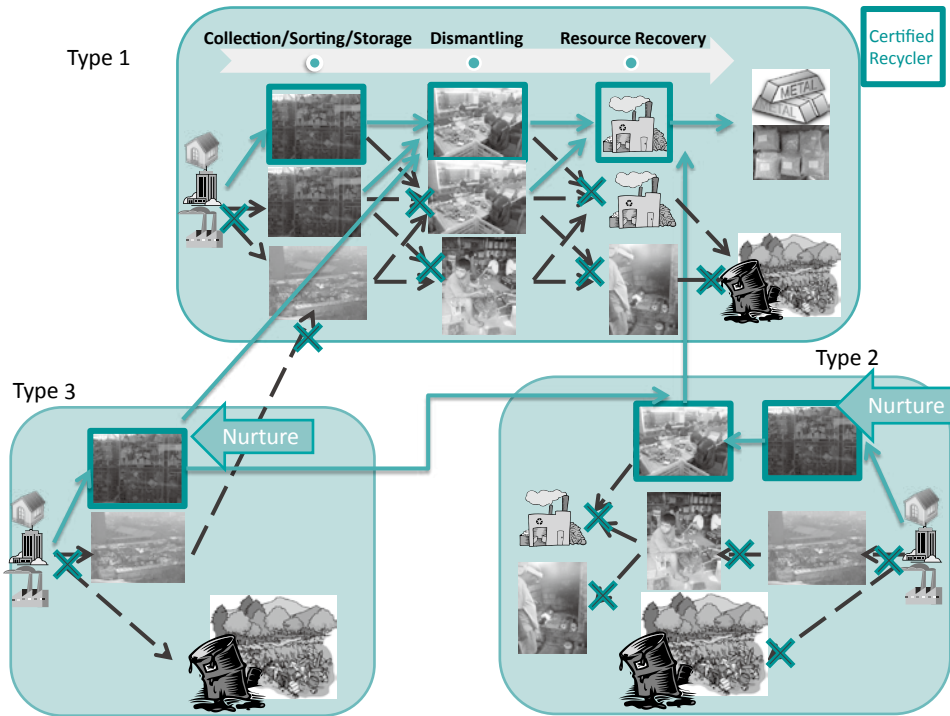 Type 1
Collection/Sorting/Storage
Dismantling
Resource Recovery
Certified
Recycler
METAL
METAL
Type 3
Nurture
Type 2
Nurture